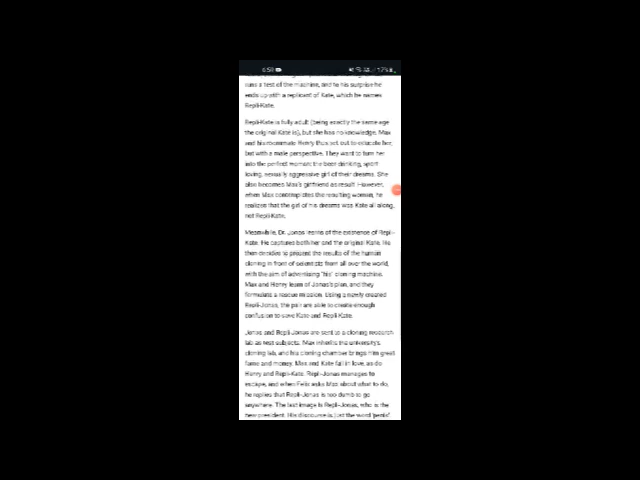 runs a test of the machine, and to his surprise he
ends up with a replicant of Kate, which he names
Repli-Kate.
Repli-Kate is fully adult (being exactly the same age
the original Kate is), but she has no knowledge. Max
and his roommate Henry thus set out to educate her,
but with a male perspective. They want to turn her
into the perfect woman: the beer drinking, sport
loving, sexually aggressive girl of their dreams. She
also becomes Max's girlfriend as result. However,
when Max contemplates the resulting woman, he
realizes that the girl of his dreams was Kate all along,
not Repli-Kate.
Meanwhile, Dr. Jonas learns of the existence of Repli-
Kate. He captures both her and the original Kate. He
then decides to present the results of the human
cloning in front of scientists from all over the world,
with the aim of advertising "his" cloning machine.
Max and Henry learn of Jonas's plan, and they
formulate a rescue mission. Using a newly created
Repli-Jonas, the pair are able to create enough
confusion to save Kate and Repli-Kate.
Jonas and Repli-Jonas are sent to a cloning research
lab as test subjects. Max inherits the university's
cloning lab, and his cloning chamber brings him great
fame and money. Max and Kate fall in love, as do
Henry and Repli-Kate. Repli-Jonas manages to
escape, and when Felix asks Max about what to do,
he replies that Repli-Jonas is too dumb to go
anywhere. The last image is Repli-Jonas, who is the
new president. His discourse is just the word 'penis'